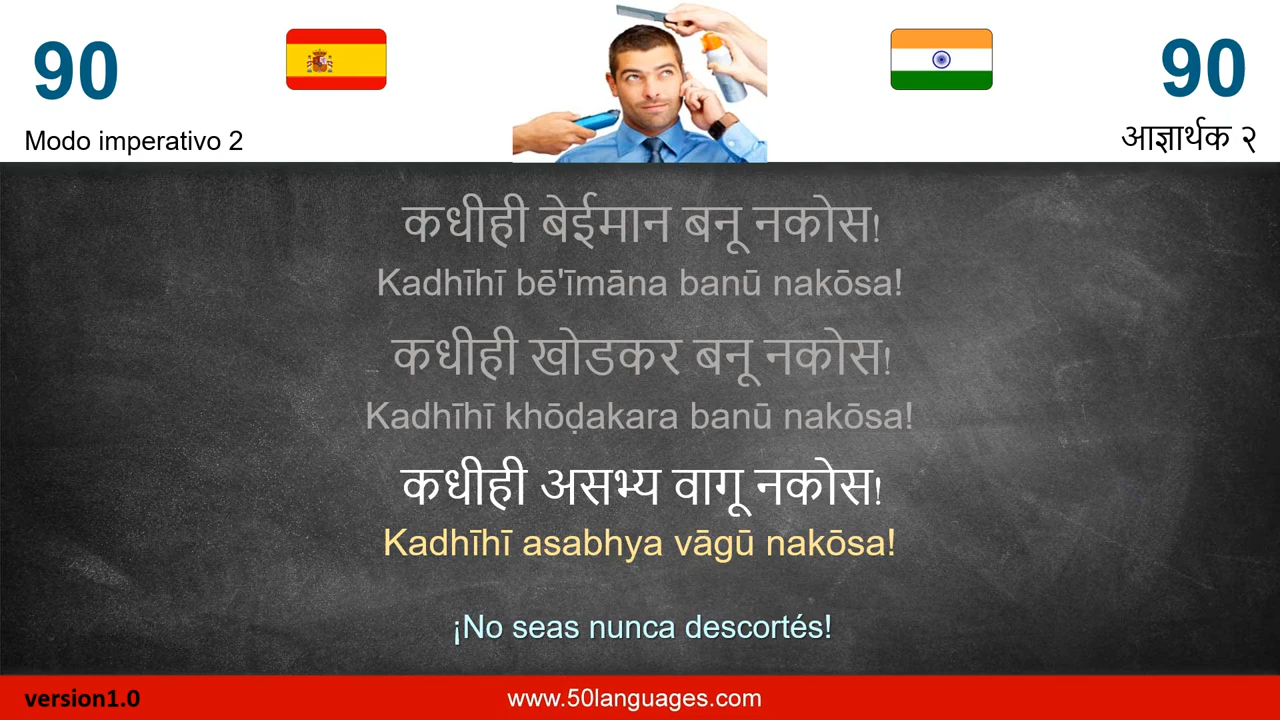 90
90
Modo imperativo 2
आज्ञार्थक २
कधीही बेईमान बनू नकोस!
Kadhīhī bē'īmāna banū nakōsa!
कधीही खोडकर बनू नकोस!
Kadhīhī khōḍakara banū nakōsa!
कधीही असभ्य वागू नकोस!
Kadhīhī asabhya vāgū nakōsa!
¡No seas nunca descortés!
version1.0
www.50languages.com